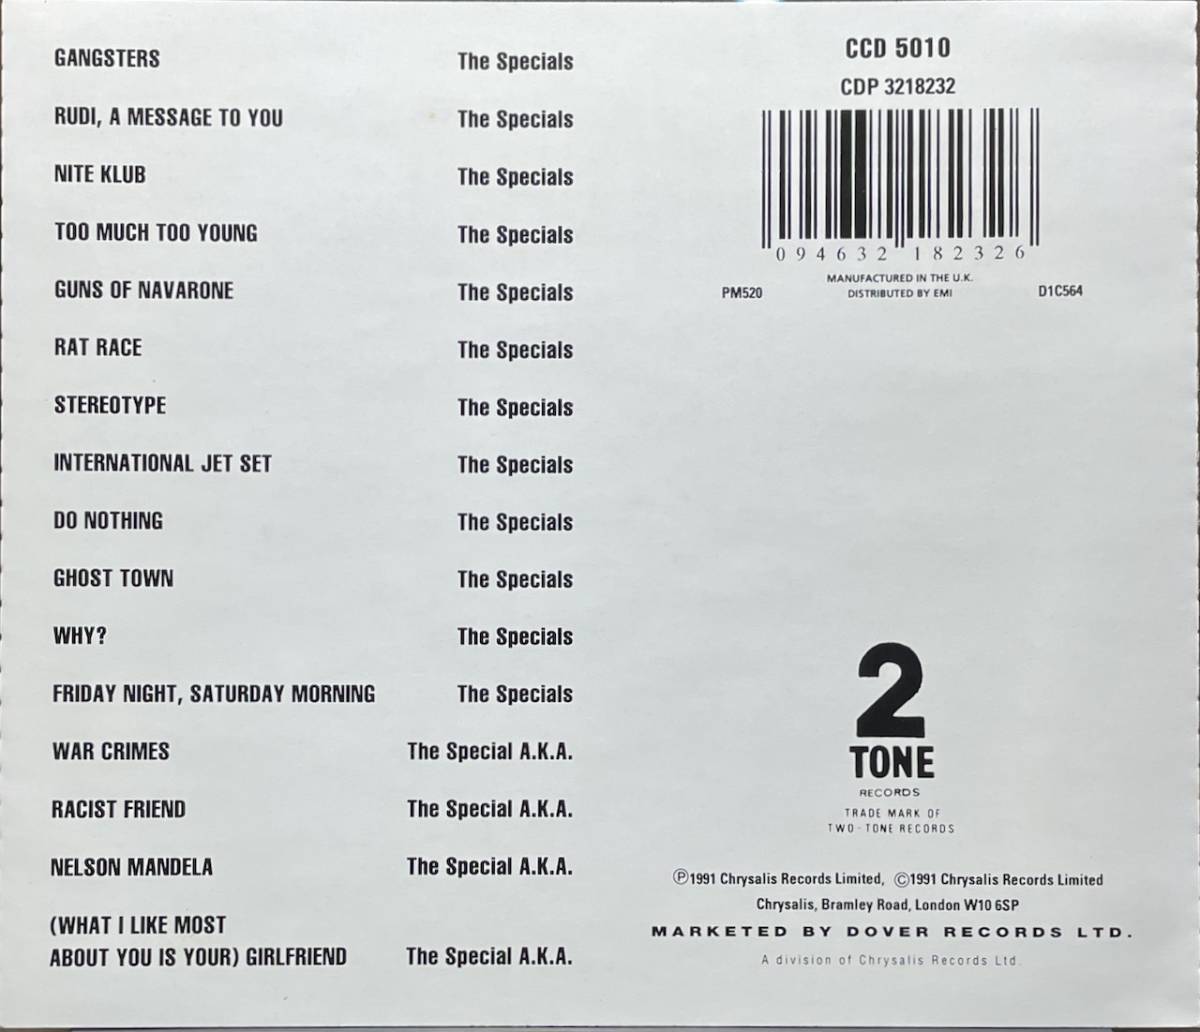 GANGSTERS The Specials
RUDI, A MESSAGE TO YOU The Specials
NITE KLUB The Specials
TOO MUCH TOO YOUNG The Specials
GUNS OF NAVARONE The Specials
RAT RACE The Specials
STEREOTYPE The Specials
INTERNATIONAL JET SET The Specials
DO NOTHING The Specials
GHOST TOWN The Specials
WHY? The Specials
FRIDAY NIGHT, SATURDAY MORNING The Specials
WAR CRIMES The Special A.K.A.
RACIST FRIEND The Special A.K.A.
NELSON MANDELA The Special A.K.A.
(WHAT I LIKE MOST
ABOUT YOU IS YOUR) GIRLFRIEND The Special A.K.A.
CCD 5010
CDP 3218232
0 94632 18232 6
MANUFACTURED IN THE U.K.
PM520 DISTRIBUTED BY EMI D1C564
2
TONE
RECORDS
TRADE MARK OF
TWO-TONE RECORDS
Ⓟ1991 Chrysalis Records Limited, ©1991 Chrysalis Records Limited
Chrysalis, Bramley Road, London W10 6SP
MARKETED BY DOVER RECORDS LTD.
A division of Chrysalis Records Ltd.